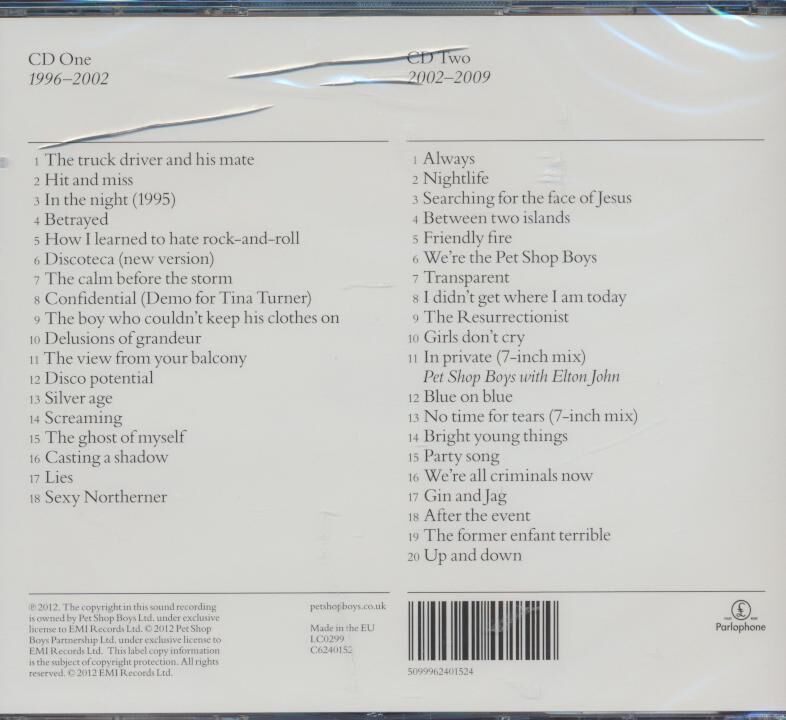 CD One
1996–2002
1 The truck driver and his mate
2 Hit and miss
3 In the night (1995)
4 Betrayed
5 How I learned to hate rock-and-roll
6 Discoteca (new version)
7 The calm before the storm
8 Confidential (Demo for Tina Turner)
9 The boy who couldn't keep his clothes on
10 Delusions of grandeur
11 The view from your balcony
12 Disco potential
13 Silver age
14 Screaming
15 The ghost of myself
16 Casting a shadow
17 Lies
18 Sexy Northerner
CD Two
2002–2009
1 Always
2 Nightlife
3 Searching for the face of Jesus
4 Between two islands
5 Friendly fire
6 We're the Pet Shop Boys
7 Transparent
8 I didn't get where I am today
9 The Resurrectionist
10 Girls don't cry
11 In private (7-inch mix)
Pet Shop Boys with Elton John
12 Blue on blue
13 No time for tears (7-inch mix)
14 Bright young things
15 Party song
16 We're all criminals now
17 Gin and Jag
18 After the event
19 The former enfant terrible
20 Up and down
℗ 2012. The copyright in this sound recording
is owned by Pet Shop Boys Ltd. under exclusive
license to EMI Records Ltd. © 2012 Pet Shop
Boys Partnership Ltd. under exclusive license to
EMI Records Ltd. This label copy information
is the subject of copyright protection. All rights
reserved. © 2012 EMI Records Ltd.
petshopboys.co.uk
Made in the EU
LC0299
C6240152
5099962401524
£
Parlophone